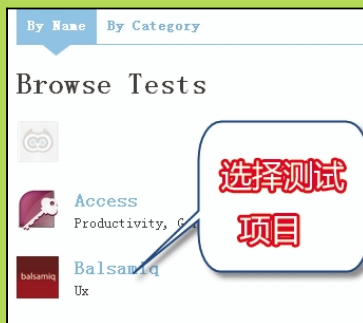 By Name By Category
Browse Tests
Access
Productivity,
balsamiq
Balsamiq
Ux
选择测试
项目